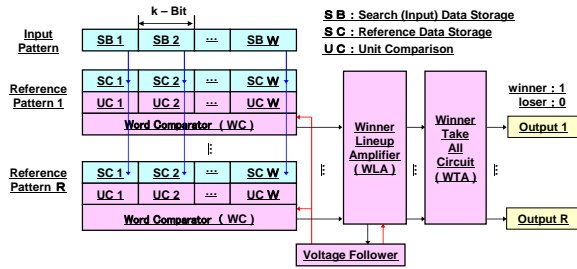 k – Bit
S B : Search (Input) Data Storage
S C : Reference Data Storage
U C : Unit Comparison
Input
Pattern
SB 1 SB 2 ... SB W
Reference
Pattern 1
SC 1 SC 2 ... SC W
UC 1 UC 2 ... UC W
Word Comparator ( WC )
Reference
Pattern R
SC 1 SC 2 ... SC W
UC 1 UC 2 ... UC W
Word Comparator ( WC )
Winner
Lineup
Amplifier
( WLA )
Winner
Take
All
Circuit
( WTA )
winner : 1
loser : 0
Output 1
Output R
Voltage Follower